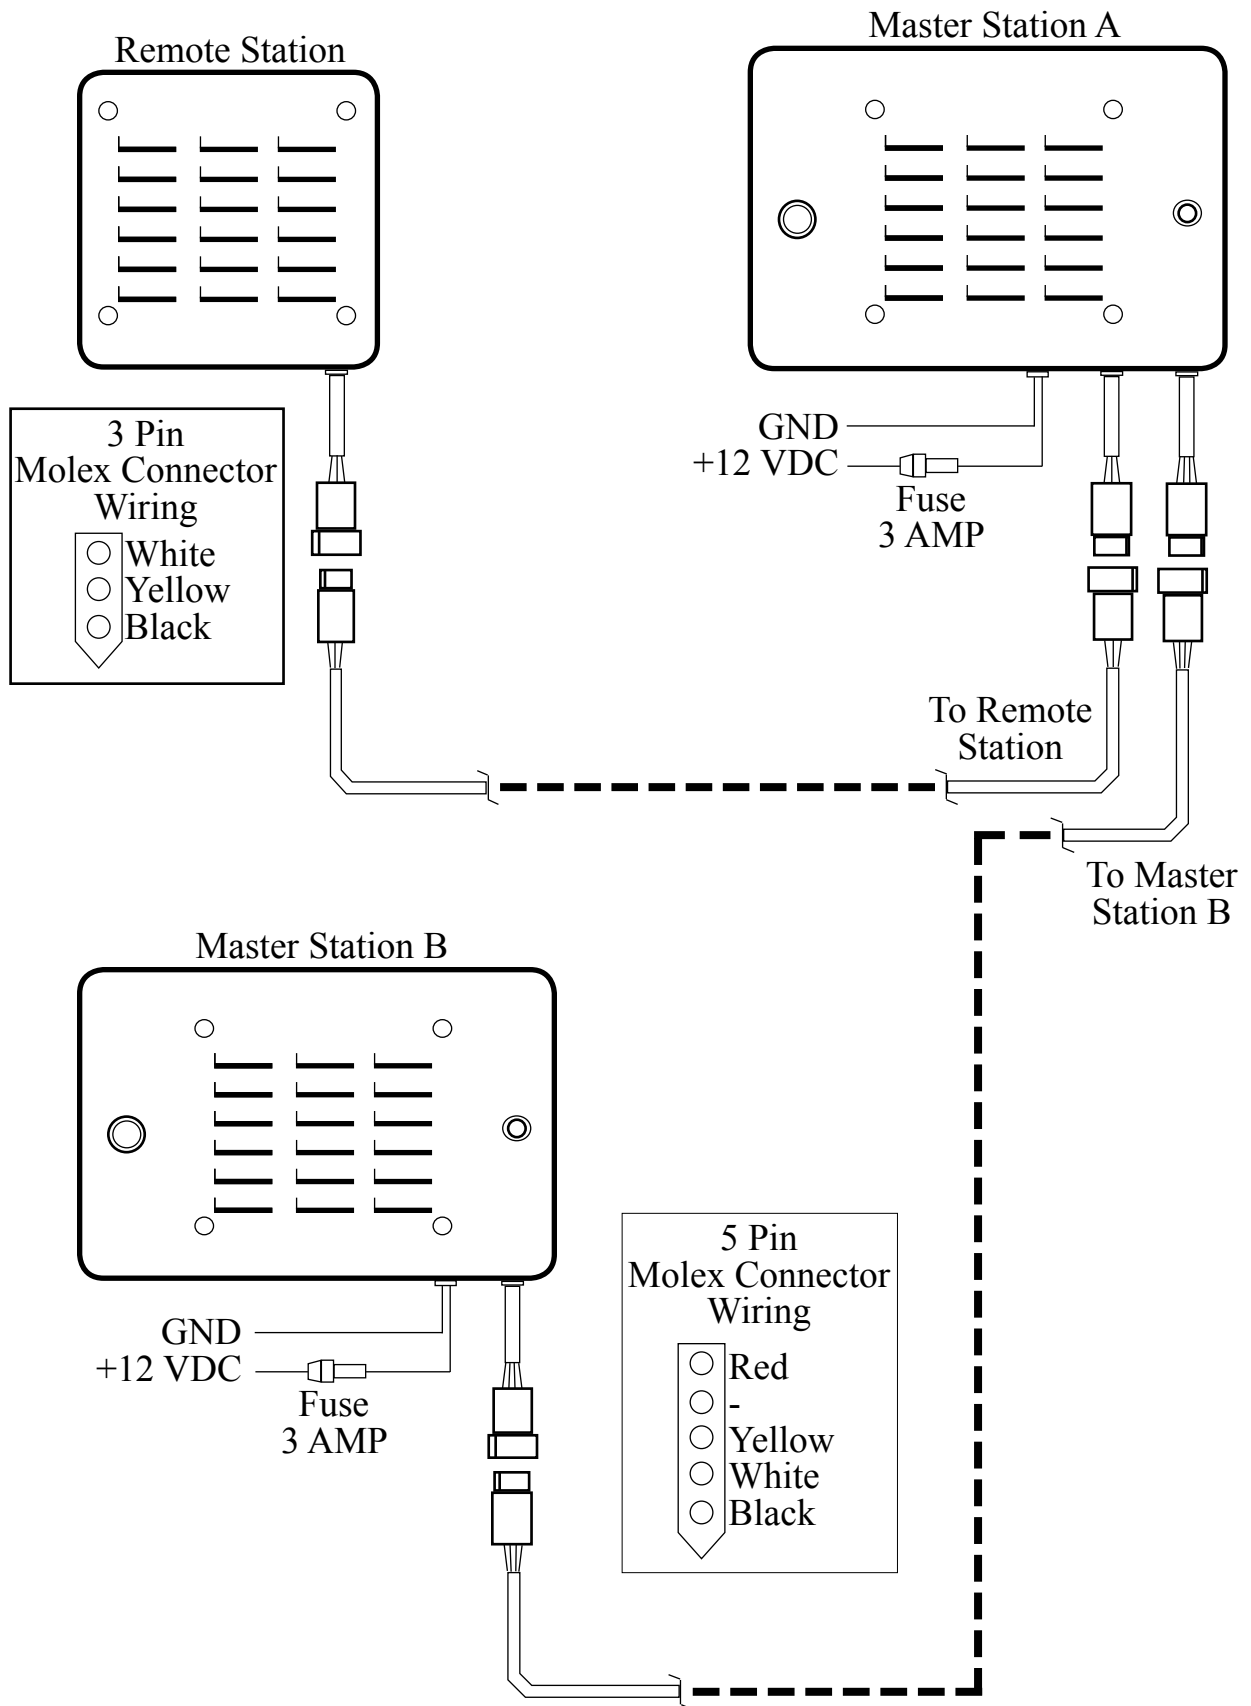 Remote Station
Master Station A
3 Pin
Molex Connector
Wiring
White
Yellow
Black
GND
+12 VDC
Fuse
3 AMP
To Remote
Station
To Master
Station B
Master Station B
GND
+12 VDC
Fuse
3 AMP
5 Pin
Molex Connector
Wiring
Red
-
Yellow
White
Black